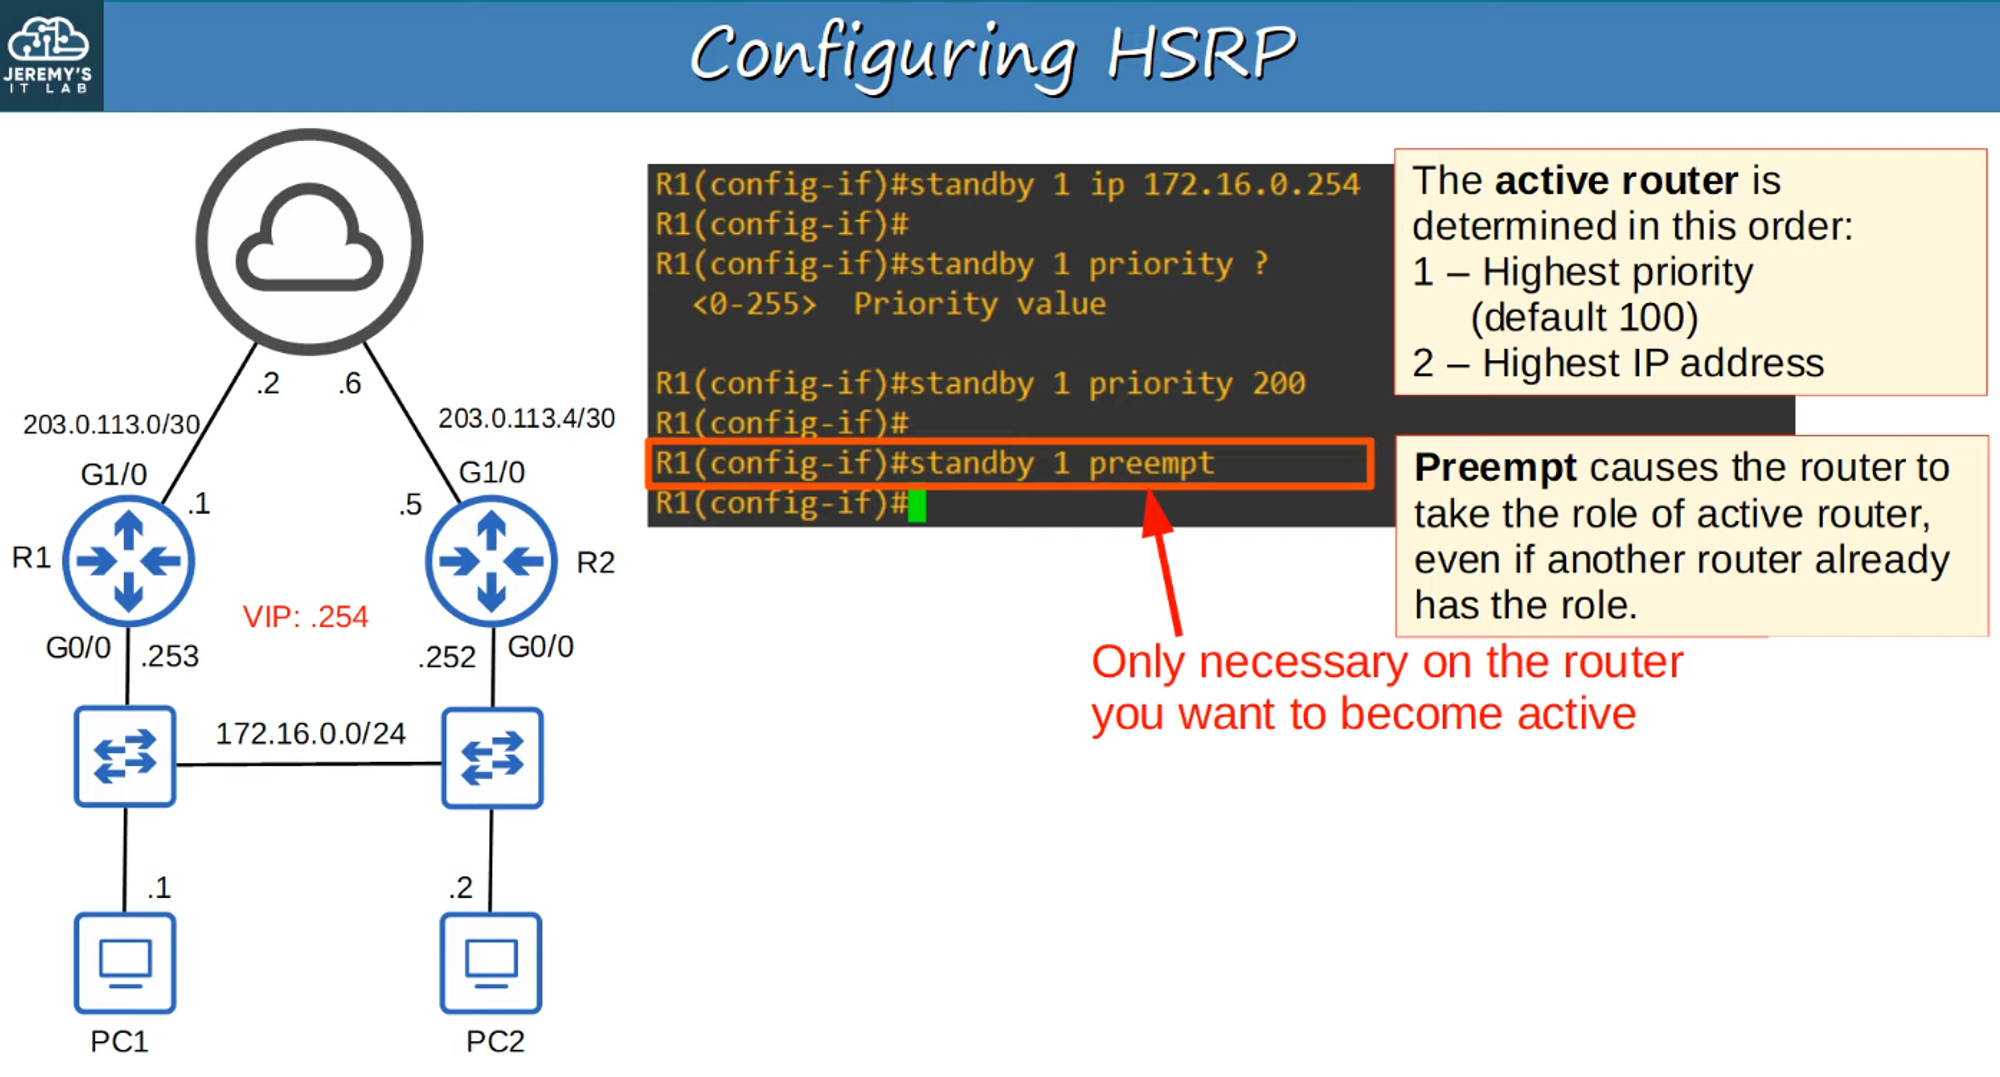 JEREMY'S
IT LAB
Configuring HSRP
.2
.6
203.0.113.0/30
203.0.113.4/30
G1/0
G1/0
.1
.5
R1
R2
VIP: .254
G0/0
.253
.252
G0/0
172.16.0.0/24
.1
.2
PC1
PC2
R1(config-if)#standby 1 ip 172.16.0.254
R1(config-if)#
R1(config-if)#standby 1 priority ?
<0-255>  Priority value
R1(config-if)#standby 1 priority 200
R1(config-if)#
R1(config-if)#standby 1 preempt
R1(config-if)#
The active router is
determined in this order:
1 – Highest priority
(default 100)
2 – Highest IP address
Preempt causes the router to
take the role of active router,
even if another router already
has the role.
Only necessary on the router
you want to become active